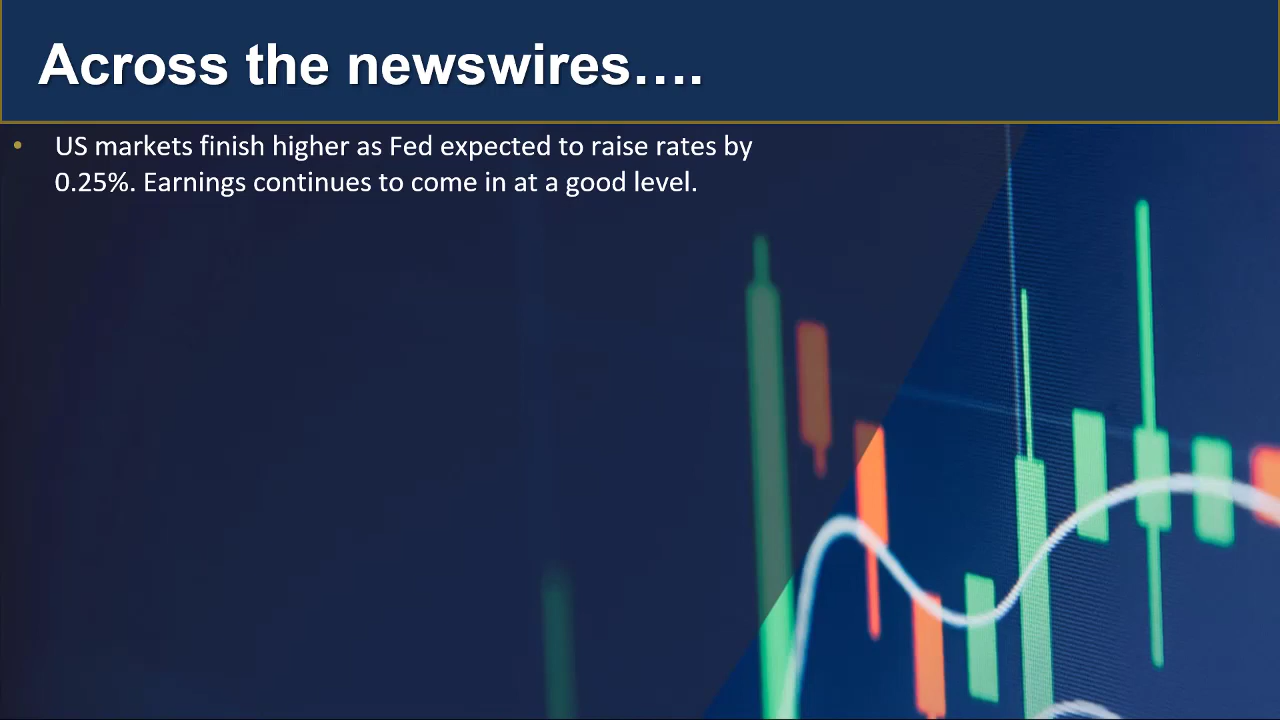 Across the newswires….
• US markets finish higher as Fed expected to raise rates by
0.25%. Earnings continues to come in at a good level.